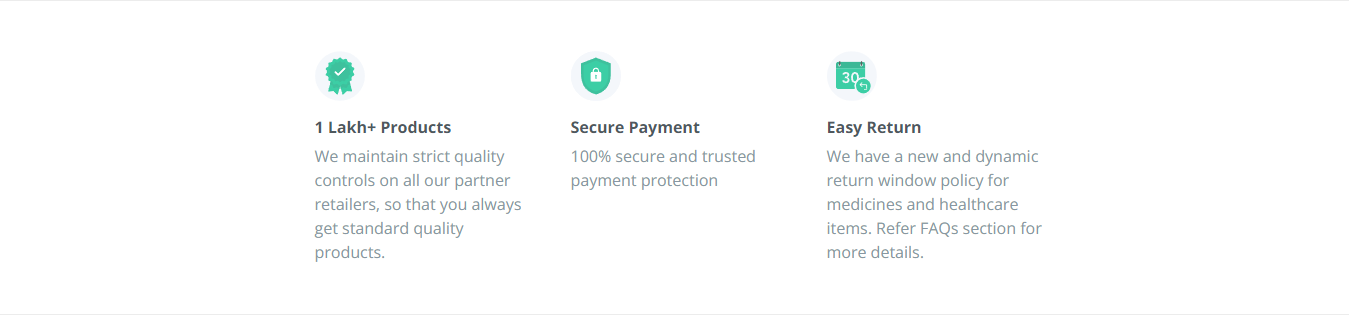 1 Lakh+ Products
We maintain strict quality
controls on all our partner
retailers, so that you always
get standard quality
products.
Secure Payment
100% secure and trusted
payment protection
30
Easy Return
We have a new and dynamic
return window policy for
medicines and healthcare
items. Refer FAQs section for
more details.